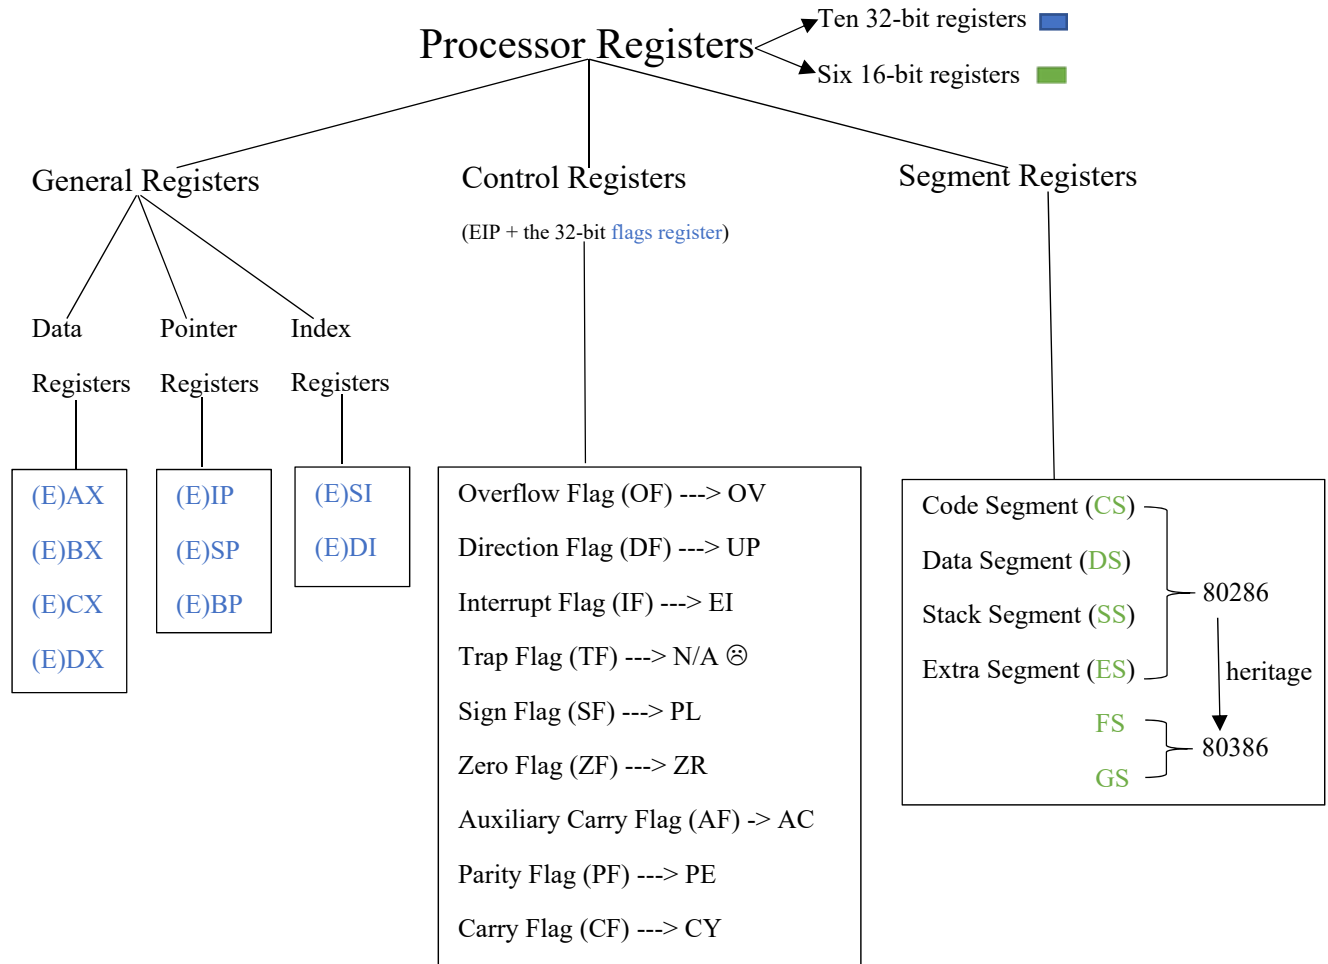 Processor Registers
Ten 32-bit registers
Six 16-bit registers
General Registers
Control Registers
(EIP + the 32-bit flags register)
Segment Registers
Data
Registers
Pointer
Registers
Index
Registers
(E)AX
(E)BX
(E)CX
(E)DX
(E)IP
(E)SP
(E)BP
(E)SI
(E)DI
Overflow Flag (OF) ---> OV
Direction Flag (DF) ---> UP
Interrupt Flag (IF) ---> EI
Trap Flag (TF) ---> N/A ☹
Sign Flag (SF) ---> PL
Zero Flag (ZF) ---> ZR
Auxiliary Carry Flag (AF) -> AC
Parity Flag (PF) ---> PE
Carry Flag (CF) ---> CY
Code Segment (CS)
Data Segment (DS)
Stack Segment (SS)
Extra Segment (ES)
FS
GS
80286
heritage
80386